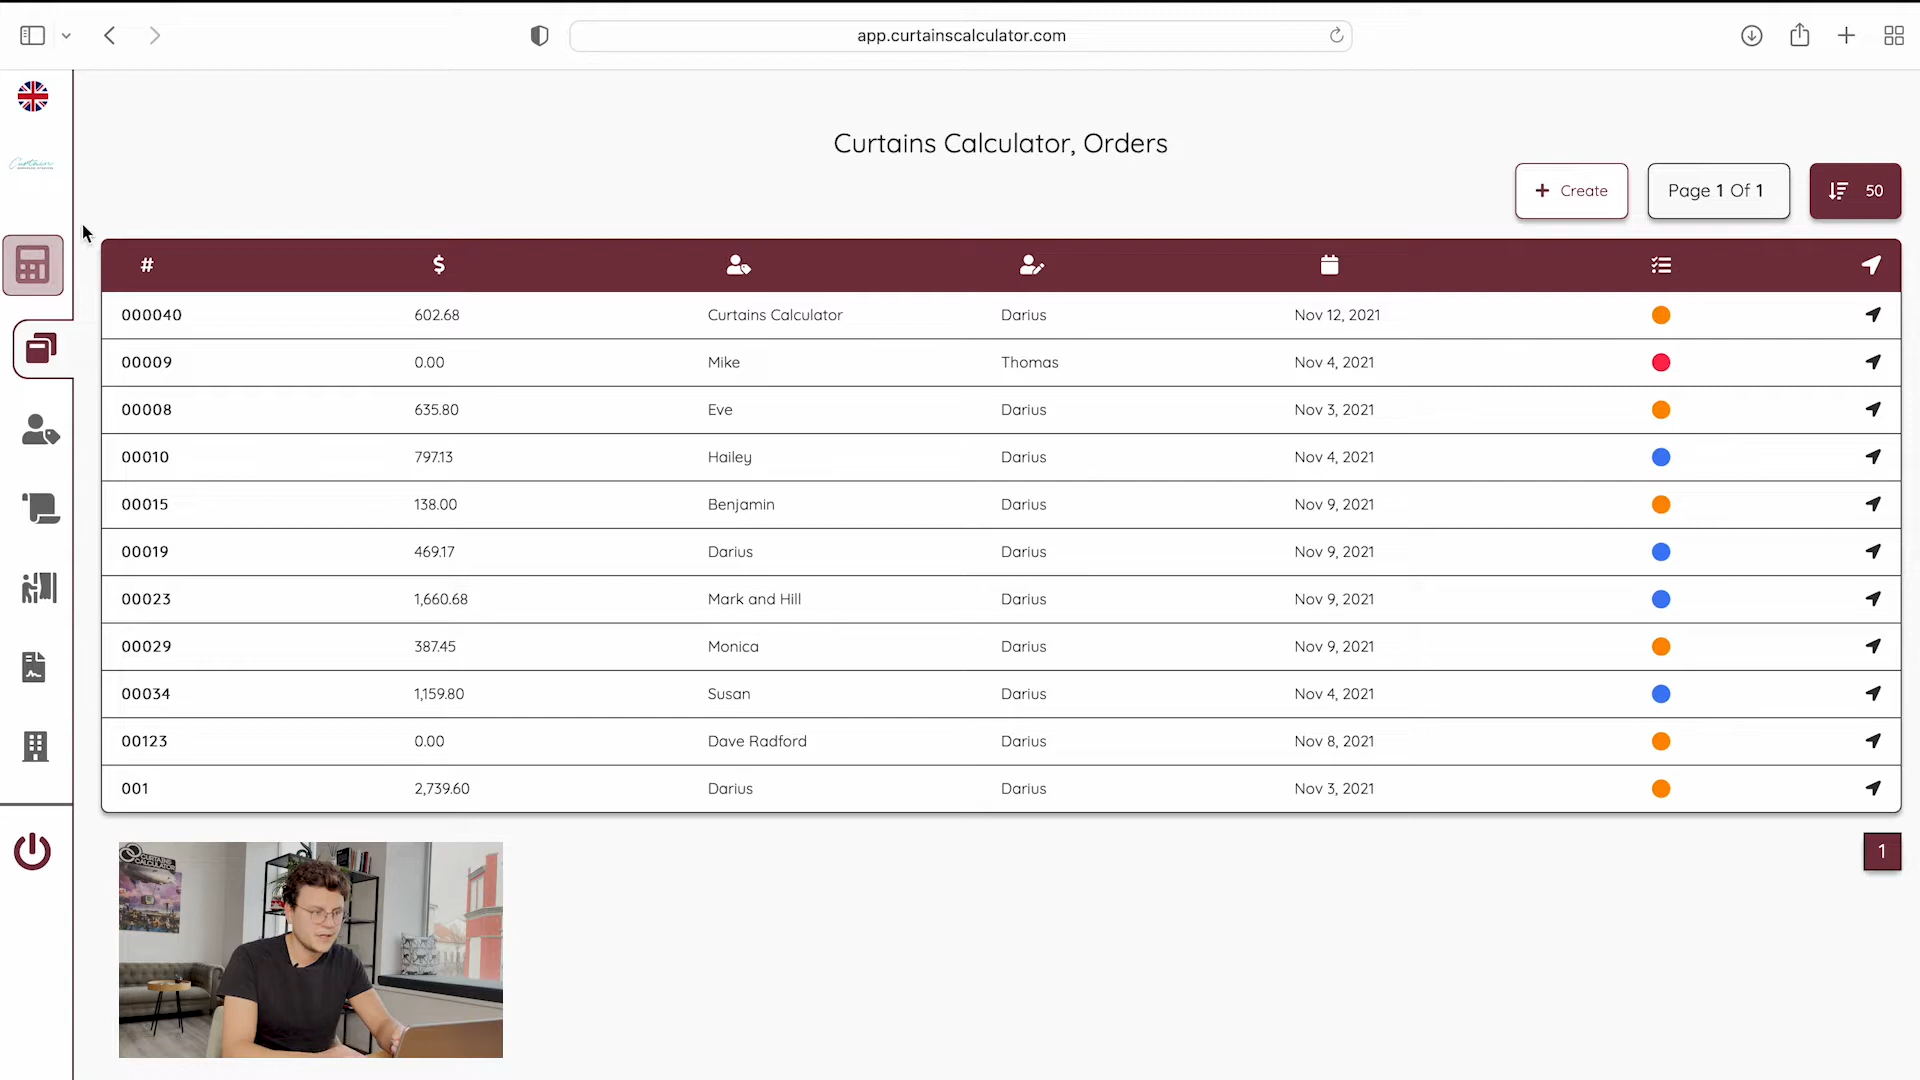 app.curtainscalculator.com
Curtain
Curtains Calculator, Orders
+ Create
Page 1 Of 1
50
# $
000040 602.68 Curtains Calculator Darius Nov 12, 2021
00009 0.00 Mike Thomas Nov 4, 2021
00008 635.80 Eve Darius Nov 3, 2021
00010 797.13 Hailey Darius Nov 4, 2021
00015 138.00 Benjamin Darius Nov 9, 2021
00019 469.17 Darius Darius Nov 9, 2021
00023 1,660.68 Mark and Hill Darius Nov 9, 2021
00029 387.45 Monica Darius Nov 9, 2021
00034 1,159.80 Susan Darius Nov 4, 2021
00123 0.00 Dave Radford Darius Nov 8, 2021
001 2,739.60 Darius Darius Nov 3, 2021
1
CURTAINS
CALCULATOR